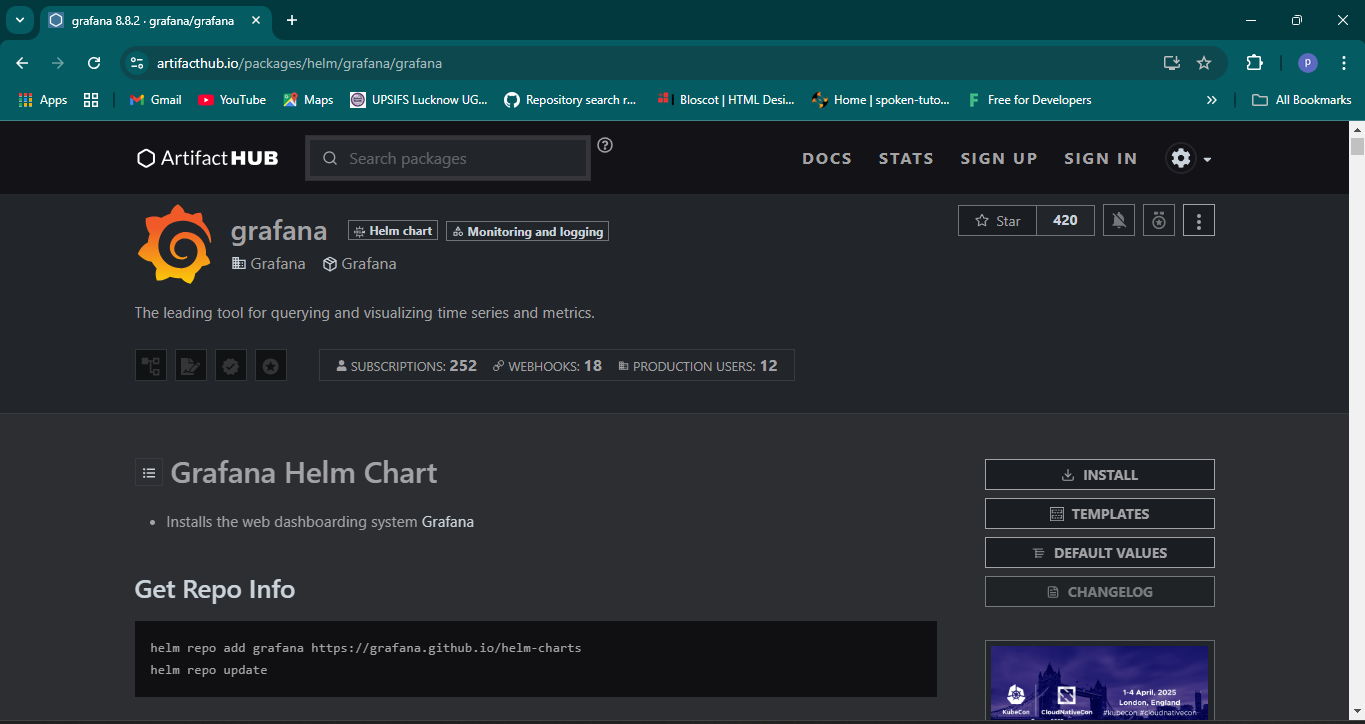 grafana 8.8.2 · grafana/grafana
artifacthub.io/packages/helm/grafana/grafana
P
Apps
Gmail
YouTube
Maps
UPSIFS Lucknow UG...
Repository search r...
Bloscot | HTML Desi...
Home | spoken-tuto...
Free for Developers
All Bookmarks
Artifact HUB
Search packages
DOCS
STATS
SIGN UP
SIGN IN
grafana
Helm chart
Monitoring and logging
Star
420
Grafana
Grafana
The leading tool for querying and visualizing time series and metrics.
SUBSCRIPTIONS: 252
WEBHOOKS: 18
PRODUCTION USERS: 12
Grafana Helm Chart
Installs the web dashboarding system Grafana
Get Repo Info
helm repo add grafana https://grafana.github.io/helm-charts
helm repo update
INSTALL
TEMPLATES
DEFAULT VALUES
CHANGELOG
KubeCon
CloudNativeCon
1-4 April, 2025
London, England
#kubecon #cloudnativecon